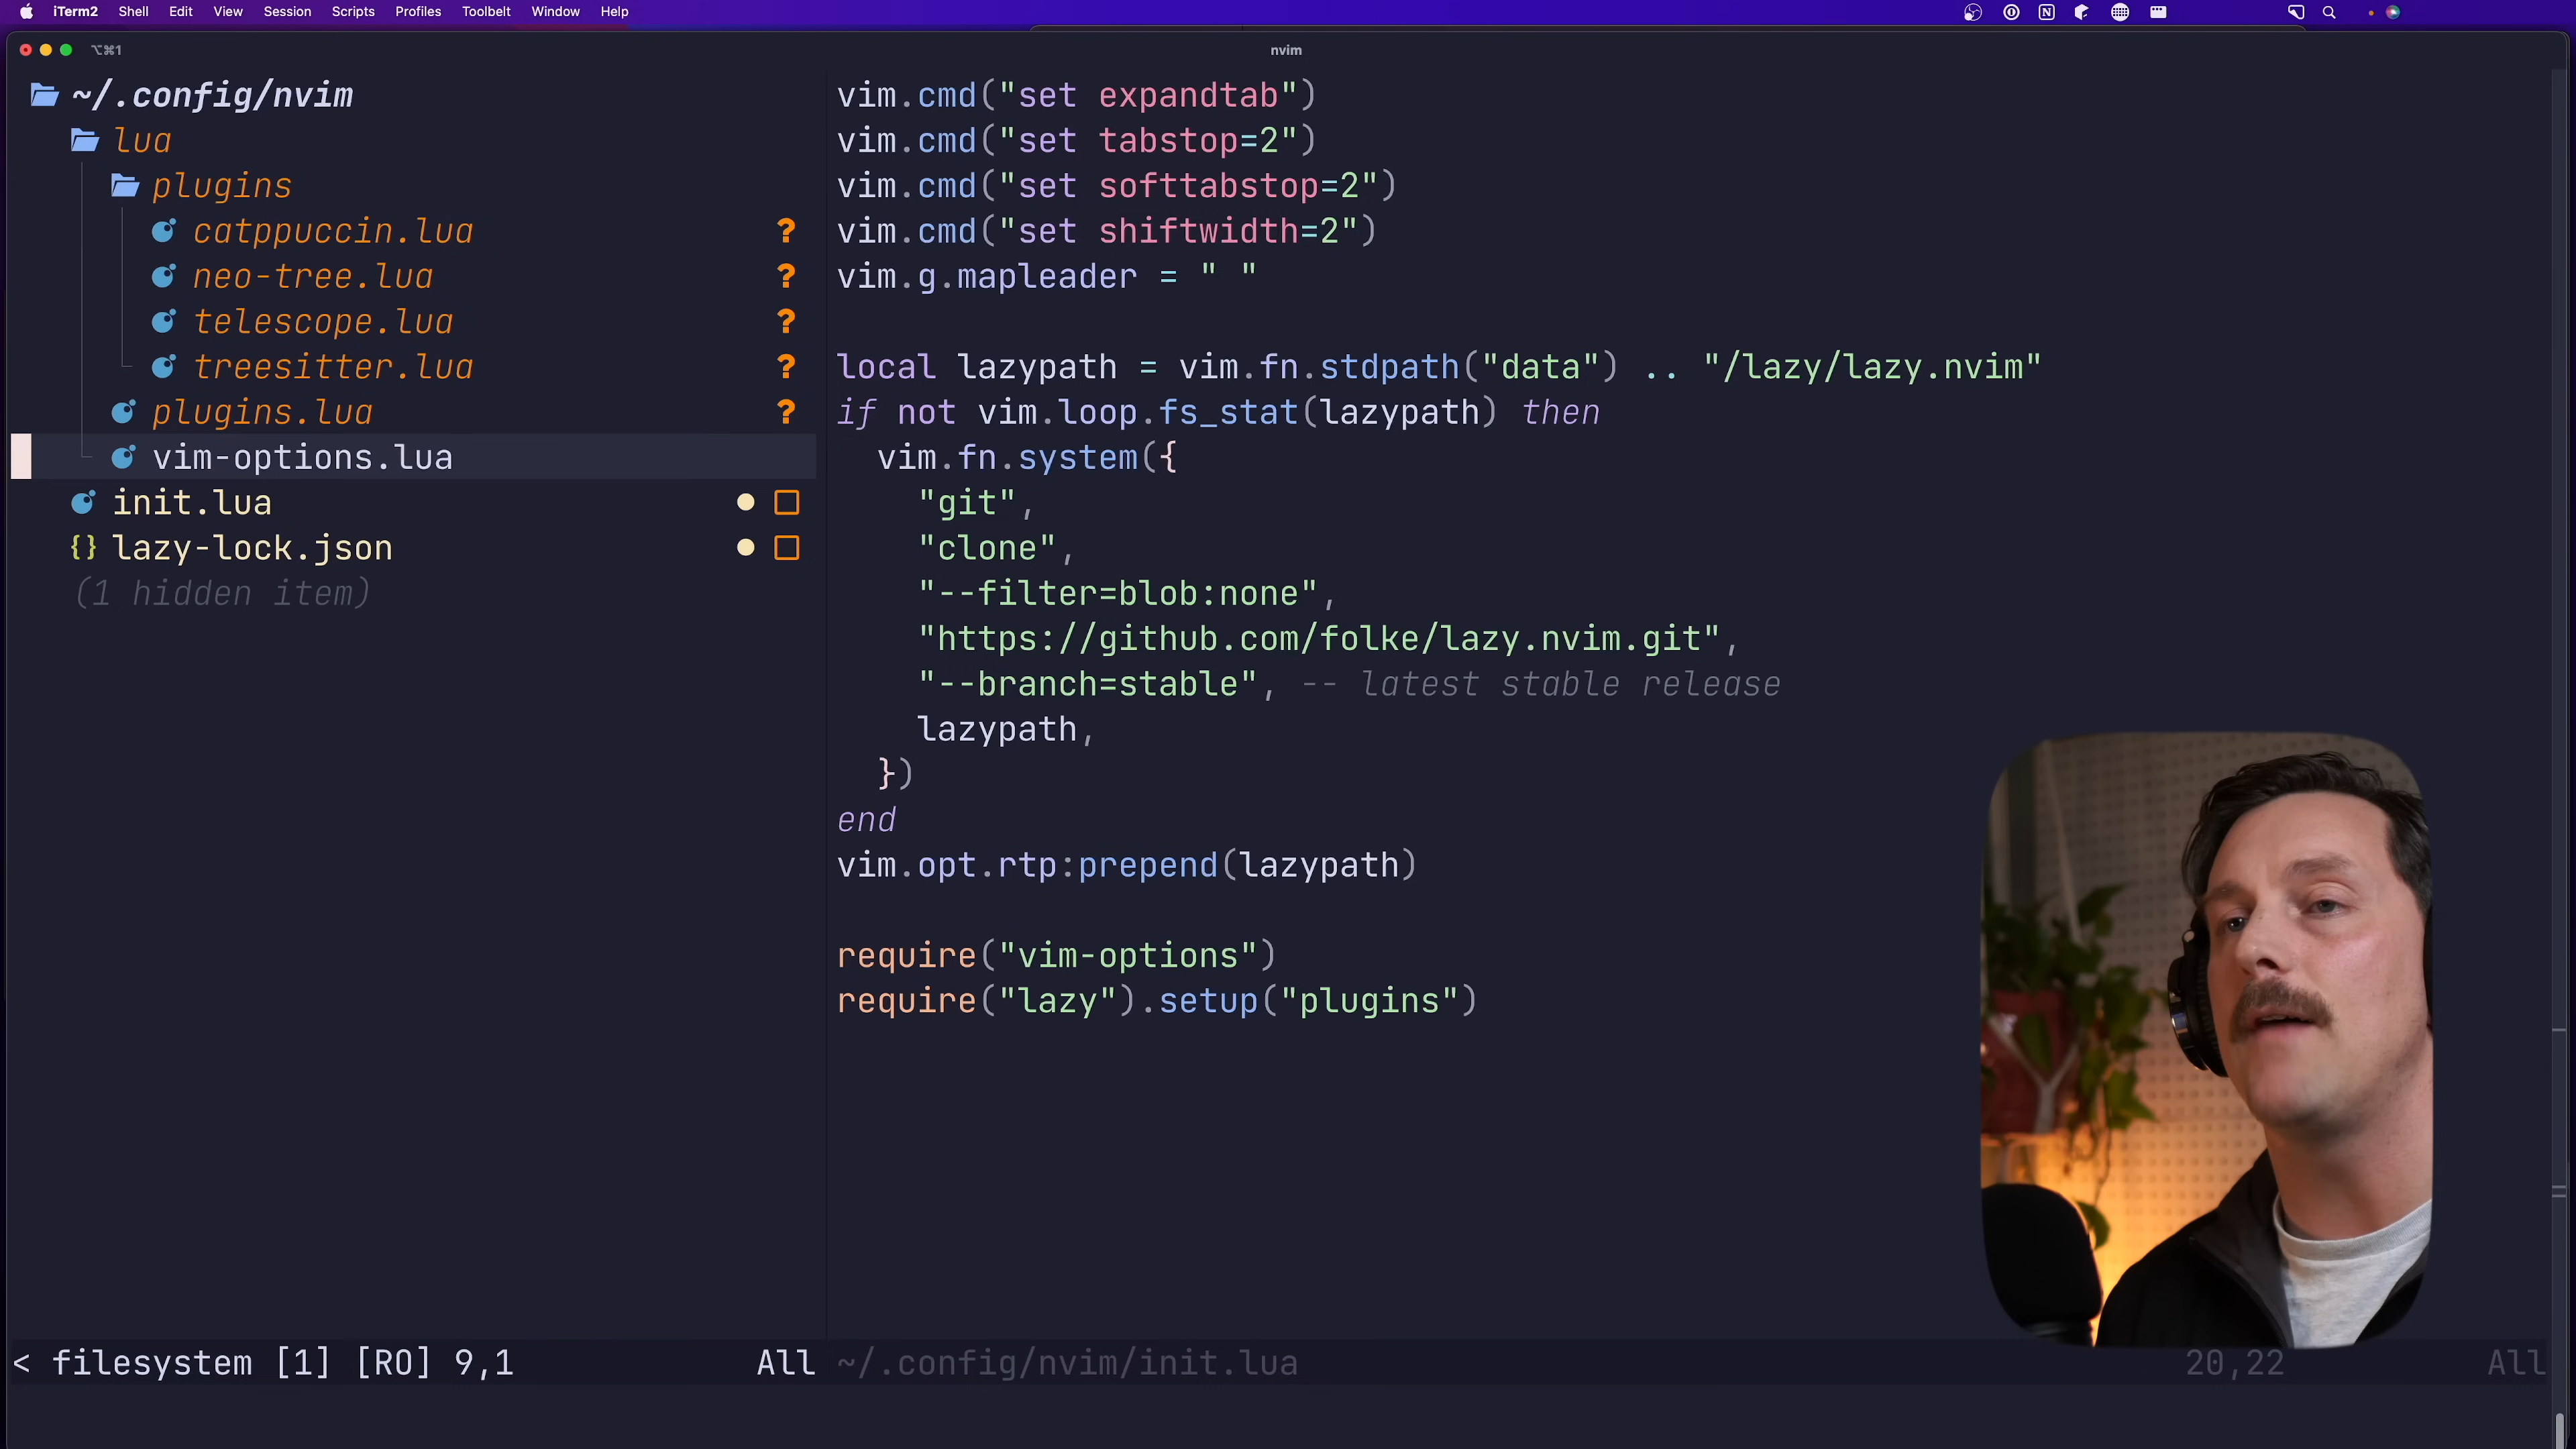 iTerm2 Shell Edit View Session Scripts Profiles Toolbelt Window Help
⌥⌘1
nvim
~/.config/nvim
lua
plugins
catppuccin.lua ?
neo-tree.lua ?
telescope.lua ?
treesitter.lua ?
plugins.lua ?
vim-options.lua
init.lua
{} lazy-lock.json
(1 hidden item)
< filesystem [1] [RO] 9,1 All
vim.cmd("set expandtab")
vim.cmd("set tabstop=2")
vim.cmd("set softtabstop=2")
vim.cmd("set shiftwidth=2")
vim.g.mapleader = " "
local lazypath = vim.fn.stdpath("data") .. "/lazy/lazy.nvim"
if not vim.loop.fs_stat(lazypath) then
  vim.fn.system({
    "git",
    "clone",
    "--filter=blob:none",
    "https://github.com/folke/lazy.nvim.git",
    "--branch=stable", -- latest stable release
    lazypath,
  })
end
vim.opt.rtp:prepend(lazypath)
require("vim-options")
require("lazy").setup("plugins")
~/.config/nvim/init.lua 20,22 All